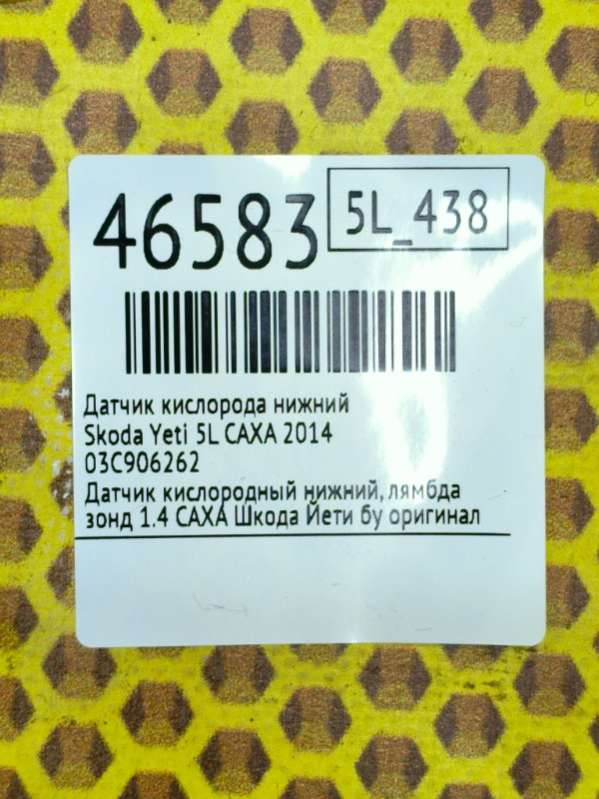 46583
5L_438
Датчик кислорода нижний
Skoda Yeti 5L CAXA 2014
03C906262
Датчик кислородный нижний, лямбда
зонд 1.4 CAXA Шкода Йети бу оригинал